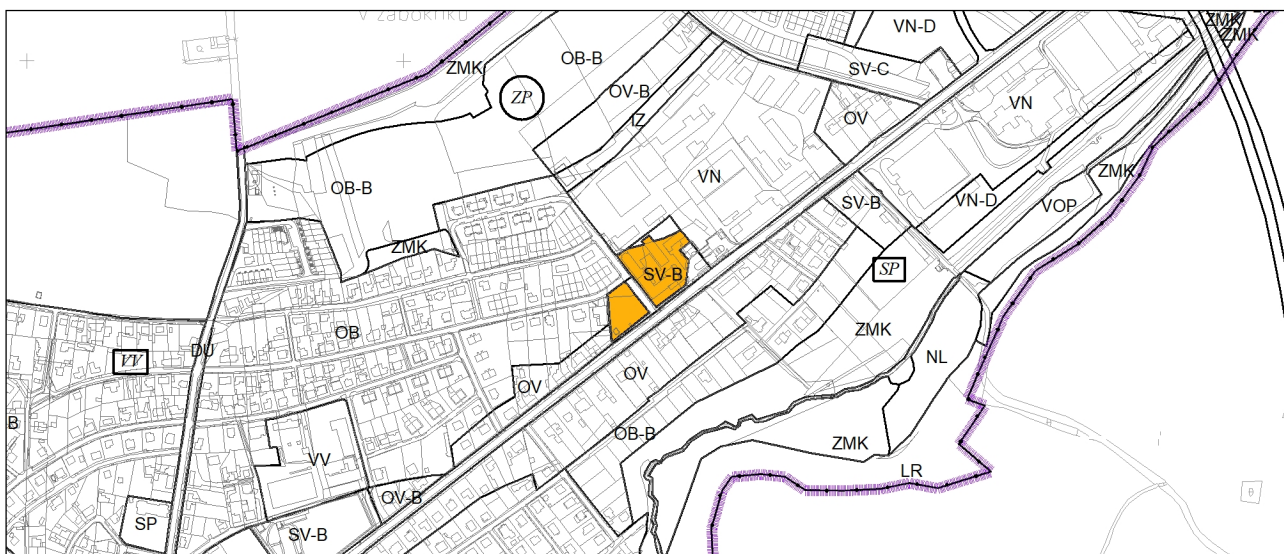 v zabokřiku
ZMK
OB-B
ZP
OV-B
IZ
VN-D
SV-C
OV
VN
ZMK
ZMK
ZMK
VN
OB-B
ZMK
SV-B
VN-D
VOP
SV-B
SP
ZMK
OB
DU
VV
NL
OV
OV
B
OB-B
ZMK
VV
LR
OV-B
SP
SV-B